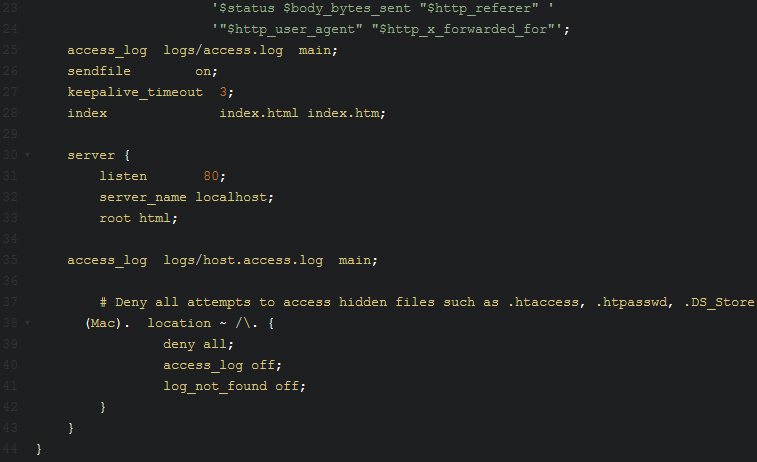 23 '$status $body_bytes_sent "$http_referer" '
24 '"$http_user_agent" "$http_x_forwarded_for"';
25 access_log logs/access.log main;
26 sendfile on;
27 keepalive_timeout 3;
28 index index.html index.htm;
29
30 server {
31 listen 80;
32 server_name localhost;
33 root html;
34
35 access_log logs/host.access.log main;
36
37 # Deny all attempts to access hidden files such as .htaccess, .htpasswd, .DS_Store
38 (Mac). location ~ /\. {
39 deny all;
40 access_log off;
41 log_not_found off;
42 }
43 }
44 }